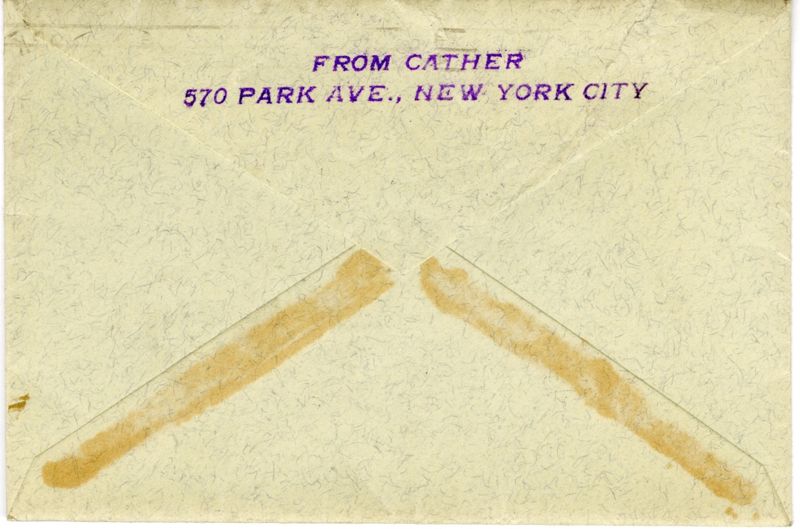 FROM CATHER
570 PARK AVE., NEW YORK CITY